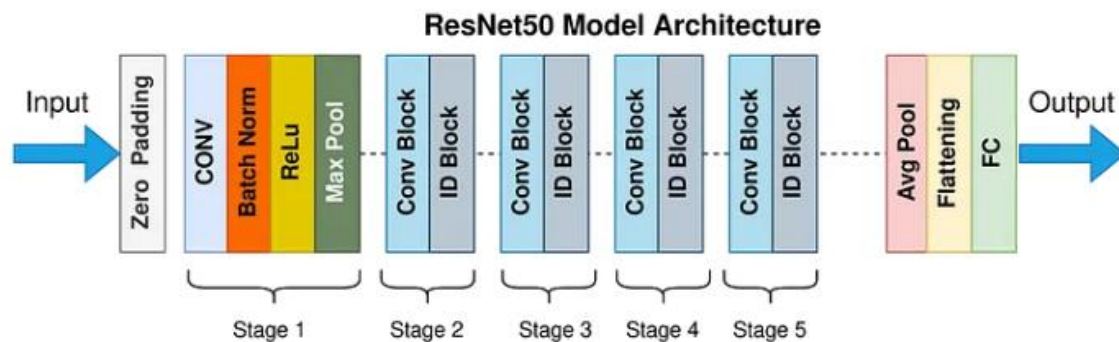 ResNet50 Model Architecture
Input
Zero Padding
CONV
Batch Norm
ReLu
Max Pool
Conv Block
ID Block
Conv Block
ID Block
Conv Block
ID Block
Conv Block
ID Block
Avg Pool
Flattening
FC
Output
Stage 1
Stage 2
Stage 3
Stage 4
Stage 5